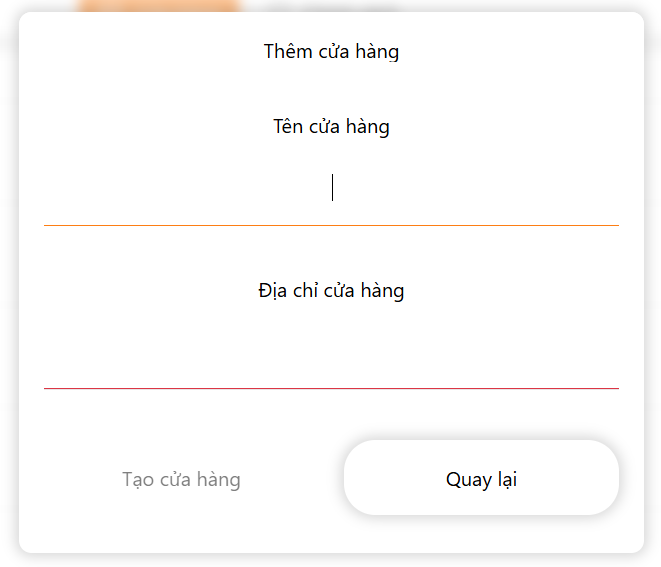 Thêm cửa hàng
Tên cửa hàng
Địa chỉ cửa hàng
Tạo cửa hàng
Quay lại